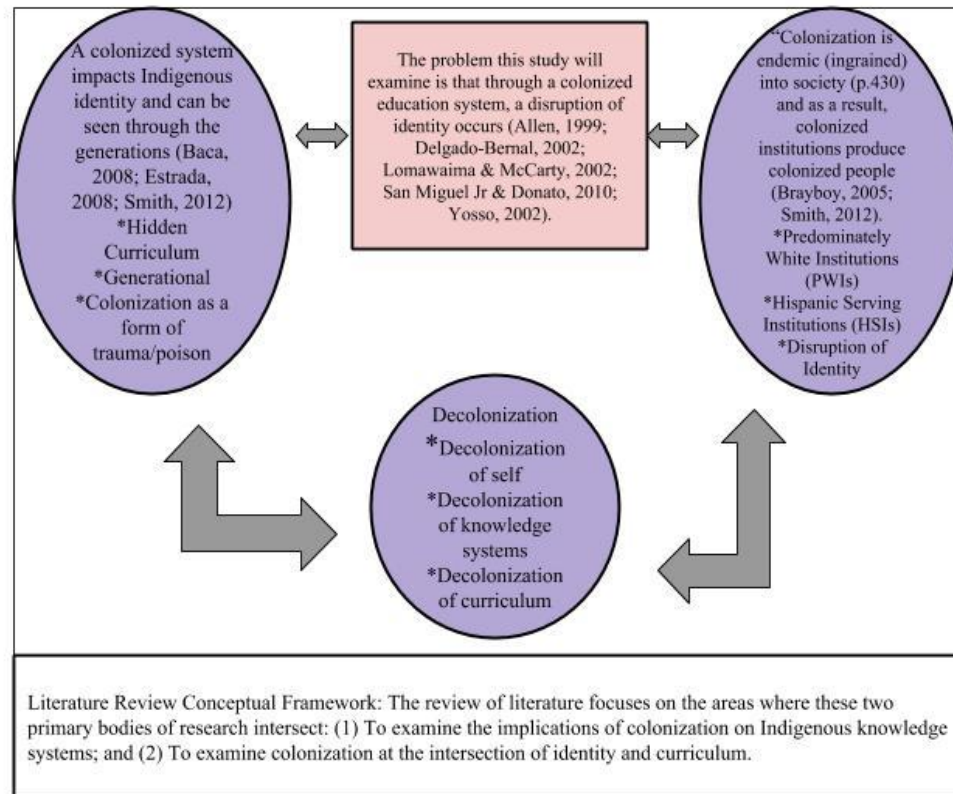 A colonized system
impacts Indigenous
identity and can be
seen through the
generations (Baca,
2008; Estrada,
2008; Smith, 2012)
*Hidden
Curriculum
*Generational
*Colonization as a
form of
trauma/poison
The problem this study will
examine is that through a colonized
education system, a disruption of
identity occurs (Allen, 1999;
Delgado-Bernal, 2002;
Lomawaima & McCarty, 2002;
San Miguel Jr & Donato, 2010;
Yosso, 2002).
“Colonization is
endemic (ingrained)
into society (p.430)
and as a result,
colonized
institutions produce
colonized people
(Brayboy, 2005;
Smith, 2012).
*Predominately
White Institutions
(PWIs)
*Hispanic Serving
Institutions (HSIs)
*Disruption of
Identity
Decolonization
*Decolonization
of self
*Decolonization
of knowledge
systems
*Decolonization
of curriculum
Literature Review Conceptual Framework: The review of literature focuses on the areas where these two
primary bodies of research intersect: (1) To examine the implications of colonization on Indigenous knowledge
systems; and (2) To examine colonization at the intersection of identity and curriculum.